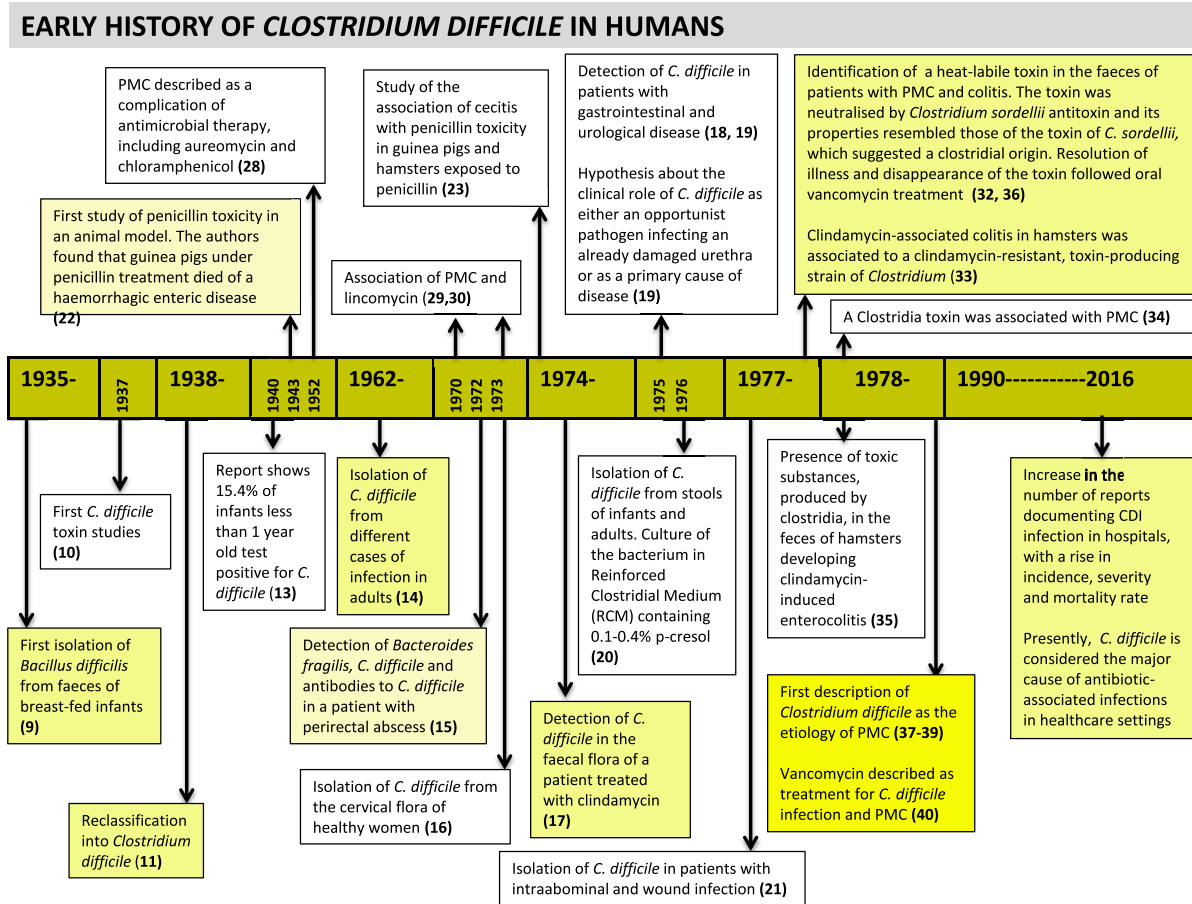 EARLY HISTORY OF CLOSTRIDIUM DIFFICILE IN HUMANS
PMC described as a
complication of
antimicrobial therapy,
including aureomycin and
chloramphenicol (28)
Study of the
association of cecitis
with penicillin toxicity
in guinea pigs and
hamsters exposed to
penicillin (23)
Detection of C. difficile in
patients with
gastrointestinal and
urological disease (18, 19)
Hypothesis about the
clinical role of C. difficile as
either an opportunist
pathogen infecting an
already damaged urethra
or as a primary cause of
disease (19)
Identification of a heat-labile toxin in the faeces of
patients with PMC and colitis. The toxin was
neutralised by Clostridium sordellii antitoxin and its
properties resembled those of the toxin of C. sordellii,
which suggested a clostridial origin. Resolution of
illness and disappearance of the toxin followed oral
vancomycin treatment (32, 36)
Clindamycin-associated colitis in hamsters was
associated to a clindamycin-resistant, toxin-producing
strain of Clostridium (33)
First study of penicillin toxicity in
an animal model. The authors
found that guinea pigs under
penicillin treatment died of a
haemorrhagic enteric disease
(22)
Association of PMC and
lincomycin (29,30)
A Clostridia toxin was associated with PMC (34)
1935-
1937
1938-
1940
1943
1952
1962-
1970
1972
1973
1974-
1975
1976
1977-
1978-
1990-----------2016
First isolation of
Bacillus difficilis
from faeces of
breast-fed infants
(9)
First C. difficile
toxin studies
(10)
Reclassification
into Clostridium
difficile (11)
Report shows
15.4% of
infants less
than 1 year
old test
positive for C.
difficile (13)
Isolation of
C. difficile
from
different
cases of
infection in
adults (14)
Detection of Bacteroides
fragilis, C. difficile and
antibodies to C. difficile
in a patient with
perirectal abscess (15)
Isolation of C. difficile from
the cervical flora of
healthy women (16)
Detection of C.
difficile in the
faecal flora of a
patient treated
with clindamycin
(17)
Isolation of C.
difficile from stools
of infants and
adults. Culture of
the bacterium in
Reinforced
Clostridial Medium
(RCM) containing
0.1-0.4% p-cresol
(20)
Isolation of C. difficile in patients with
intraabominal and wound infection (21)
Presence of toxic
substances,
produced by
clostridia, in the
feces of hamsters
developing
clindamycin-
induced
enterocolitis (35)
First description of
Clostridium difficile as the
etiology of PMC (37-39)
Vancomycin described as
treatment for C. difficile
infection and PMC (40)
Increase in the
number of reports
documenting CDI
infection in hospitals,
with a rise in
incidence, severity
and mortality rate
Presently, C. difficile is
considered the major
cause of antibiotic-
associated infections
in healthcare settings